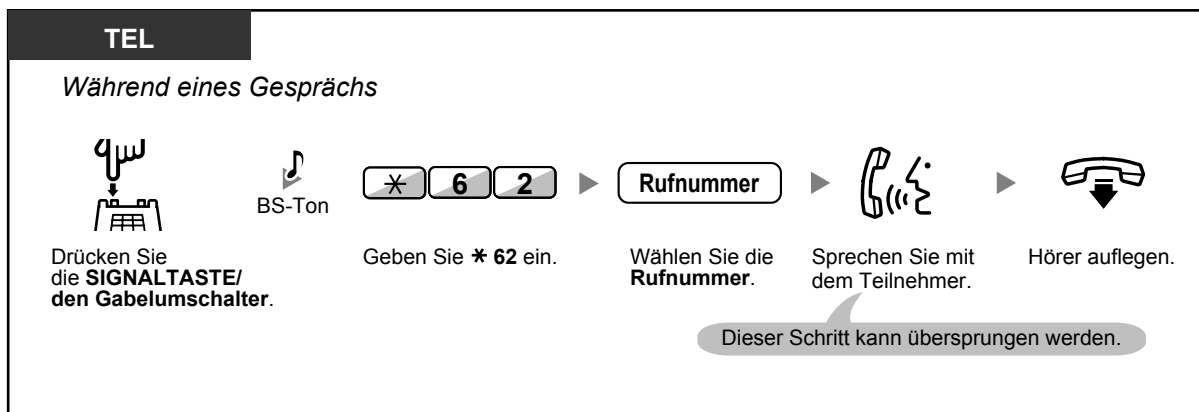 TEL
Während eines Gesprächs
BS-Ton
* 6 2
Rufnummer
Drücken Sie
die SIGNALTASTE/
den Gabelumschalter.
Geben Sie * 62 ein.
Wählen Sie die
Rufnummer.
Sprechen Sie mit
dem Teilnehmer.
Hörer auflegen.
Dieser Schritt kann übersprungen werden.